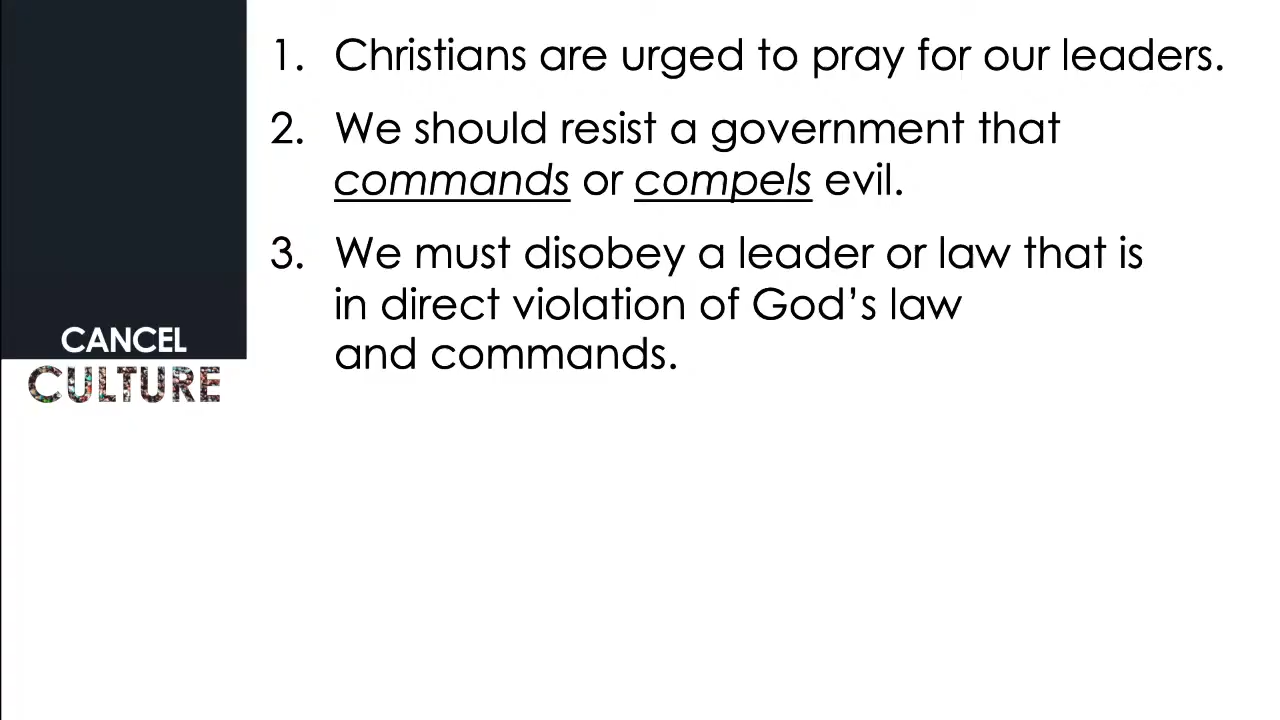 1. Christians are urged to pray for our leaders.
2. We should resist a government that
commands or compels evil.
3. We must disobey a leader or law that is
in direct violation of God’s law
and commands.
CANCEL
CULTURE